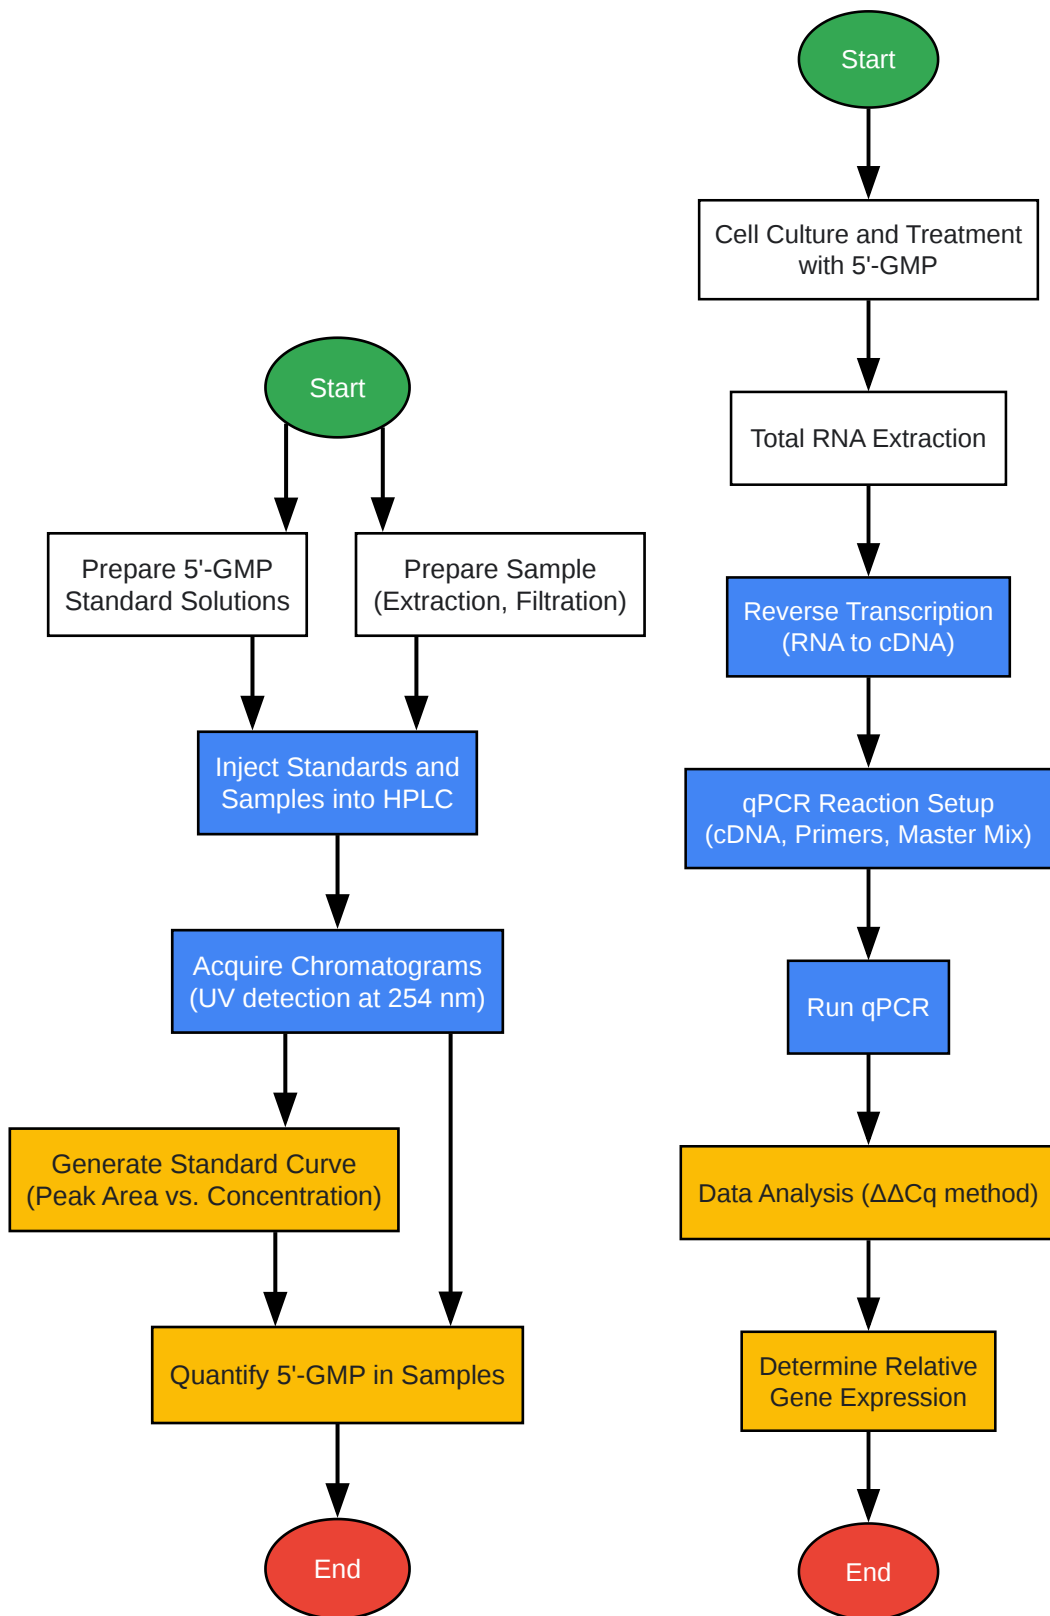 Start
Prepare 5'-GMP
Standard Solutions
Prepare Sample
(Extraction, Filtration)
Inject Standards and
Samples into HPLC
Acquire Chromatograms
(UV detection at 254 nm)
Generate Standard Curve
(Peak Area vs. Concentration)
Quantify 5'-GMP in Samples
End
Start
Cell Culture and Treatment
with 5'-GMP
Total RNA Extraction
Reverse Transcription
(RNA to cDNA)
qPCR Reaction Setup
(cDNA, Primers, Master Mix)
Run qPCR
Data Analysis (ΔΔCq method)
Determine Relative
Gene Expression
End